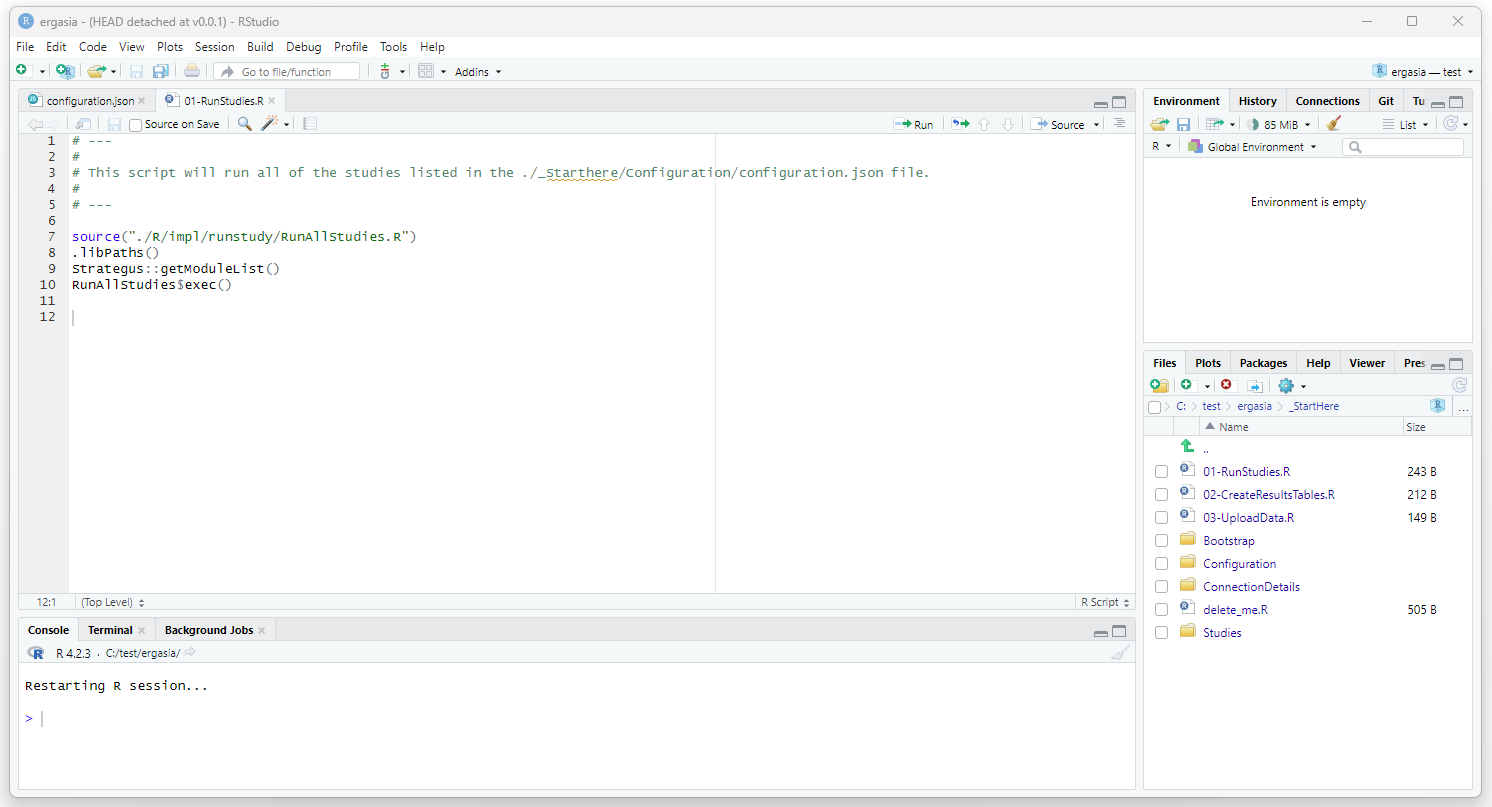 ergasia - (HEAD detached at v0.0.1) - RStudio
File Edit Code View Plots Session Build Debug Profile Tools Help
Go to file/function Addins ergasia — test
configuration.json 01-RunStudies.R
Source on Save Run Source
1 # ---
2 #
3 # This script will run all of the studies listed in the ./_Starthere/Configuration/configuration.json file.
4 #
5 # ---
6
7 source("./R/impl/runstudy/RunAllStudies.R")
8 .libPaths()
9 Strategus::getModuleList()
10 RunAllStudies$exec()
11
12
12:1 (Top Level) R Script
Console Terminal Background Jobs
R 4.2.3 · C:/test/ergasia/
Restarting R session...
>
Environment History Connections Git Tu
85 MiB List
R Global Environment
Environment is empty
Files Plots Packages Help Viewer Pres
C: test ergasia _StartHere ...
Name Size
..
01-RunStudies.R 243 B
02-CreateResultsTables.R 212 B
03-UploadData.R 149 B
Bootstrap
Configuration
ConnectionDetails
delete_me.R 505 B
Studies